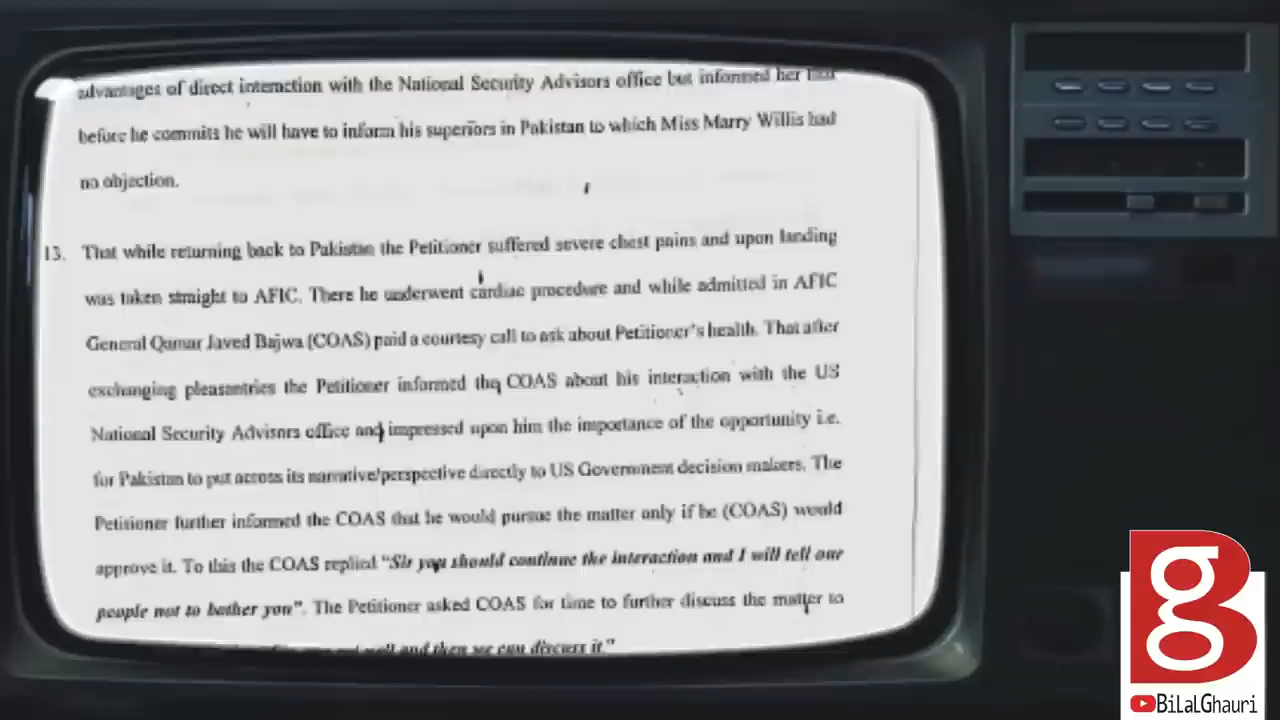 advantages of direct interaction with the National Security Advisors office but informed her that
before he commits he will have to inform his superiors in Pakistan to which Miss Marry Willis had
no objection.
13. That while returning back to Pakistan the Petitioner suffered severe chest pains and upon landing
was taken straight to AFIC. There he underwent cardiac procedure and while admitted in AFIC
General Qamar Javed Bajwa (COAS) paid a courtesy call to ask about Petitioner's health. That after
exchanging pleasantries the Petitioner informed the COAS about his interaction with the US
National Security Advisors office and impressed upon him the importance of the opportunity i.e.
for Pakistan to put across its narrative/perspective directly to US Government decision makers. The
Petitioner further informed the COAS that he would pursue the matter only if he (COAS) would
approve it. To this the COAS replied "Sir you should continue the interaction and I will tell our
people not to bother you". The Petitioner asked COAS for time to further discuss the matter to
well and then we can discuss it"
gB
BiLalGhauri